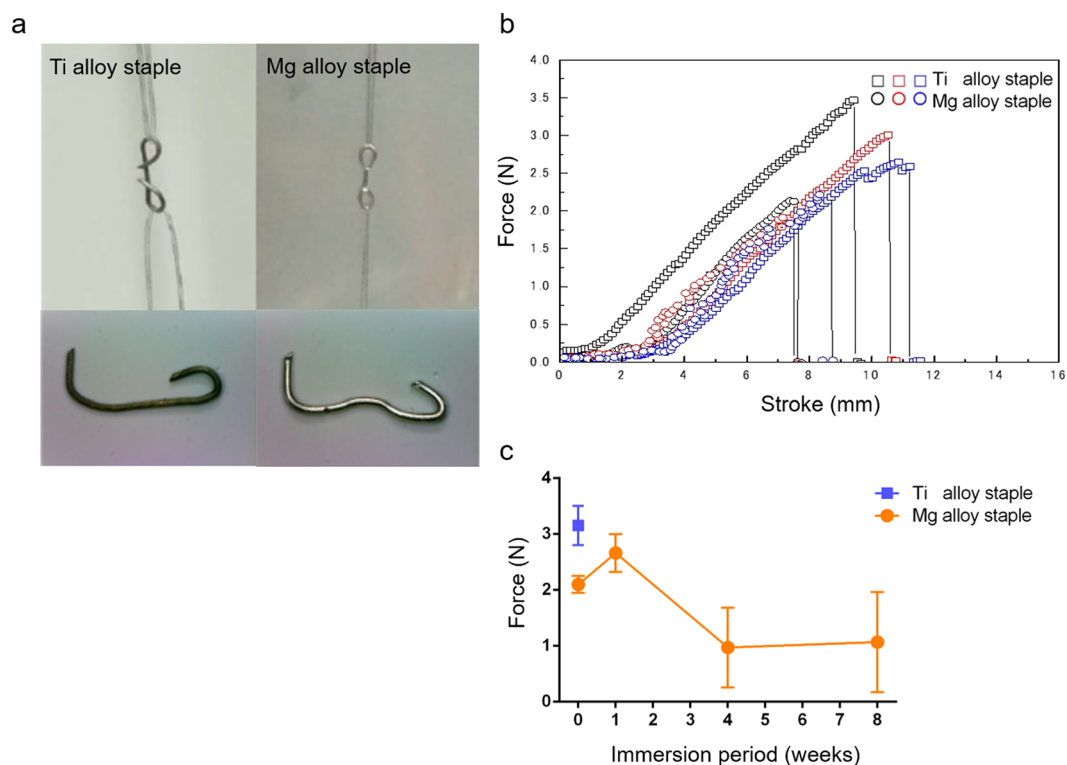 a
Ti alloy staple
Mg alloy staple
b
Force (N)
4.0
3.5
3.0
2.5
2.0
1.5
1.0
0.5
0.0
0 2 4 6 8 10 12 14 16
Stroke (mm)
Ti alloy staple
Mg alloy staple
c
Force (N)
4
3
2
1
0
0 1 2 3 4 5 6 7 8
Immersion period (weeks)
Ti alloy staple
Mg alloy staple